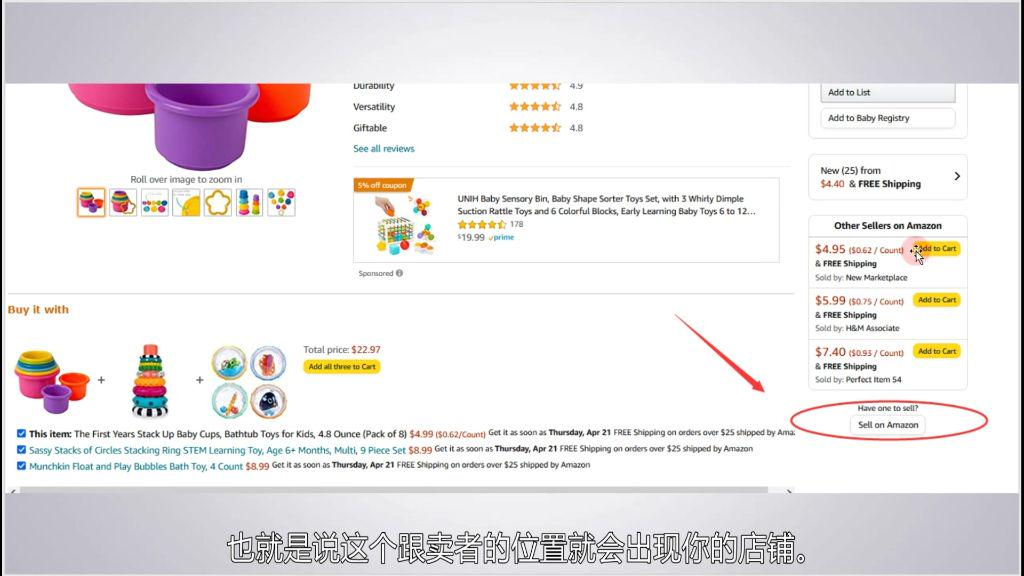 Durability 4.9
Versatility 4.8
Giftable 4.8
See all reviews
Roll over image to zoom in
5% off coupon
UNIH Baby Sensory Bin, Baby Shape Sorter Toys Set, with 3 Whirly Dimple
Suction Rattle Toys and 6 Colorful Blocks, Early Learning Baby Toys 6 to 12…
178
$19.99 prime
Sponsored
Add to List
Add to Baby Registry
New (25) from
$4.40 & FREE Shipping
Other Sellers on Amazon
$4.95 ($0.62 / Count) Add to Cart
& FREE Shipping
Sold by: New Marketplace
$5.99 ($0.75 / Count) Add to Cart
& FREE Shipping
Sold by: H&M Associate
$7.40 ($0.93 / Count) Add to Cart
& FREE Shipping
Sold by: Perfect Item 54
Have one to sell?
Sell on Amazon
Buy it with
+
+
Total price: $22.97
Add all three to Cart
This item: The First Years Stack Up Baby Cups, Bathtub Toys for Kids, 4.8 Ounce (Pack of 8) $4.99 ($0.62/Count) Get it as soon as Thursday, Apr 21 FREE Shipping on orders over $25 shipped by Ama
Sassy Stacks of Circles Stacking Ring STEM Learning Toy, Age 6+ Months, Multi, 9 Piece Set $8.99 Get it as soon as Thursday, Apr 21 FREE Shipping on orders over $25 shipped by Amazon
Munchkin Float and Play Bubbles Bath Toy, 4 Count $8.99 Get it as soon as Thursday, Apr 21 FREE Shipping on orders over $25 shipped by Amazon
也就是说这个跟卖者的位置就会出现你的店铺。